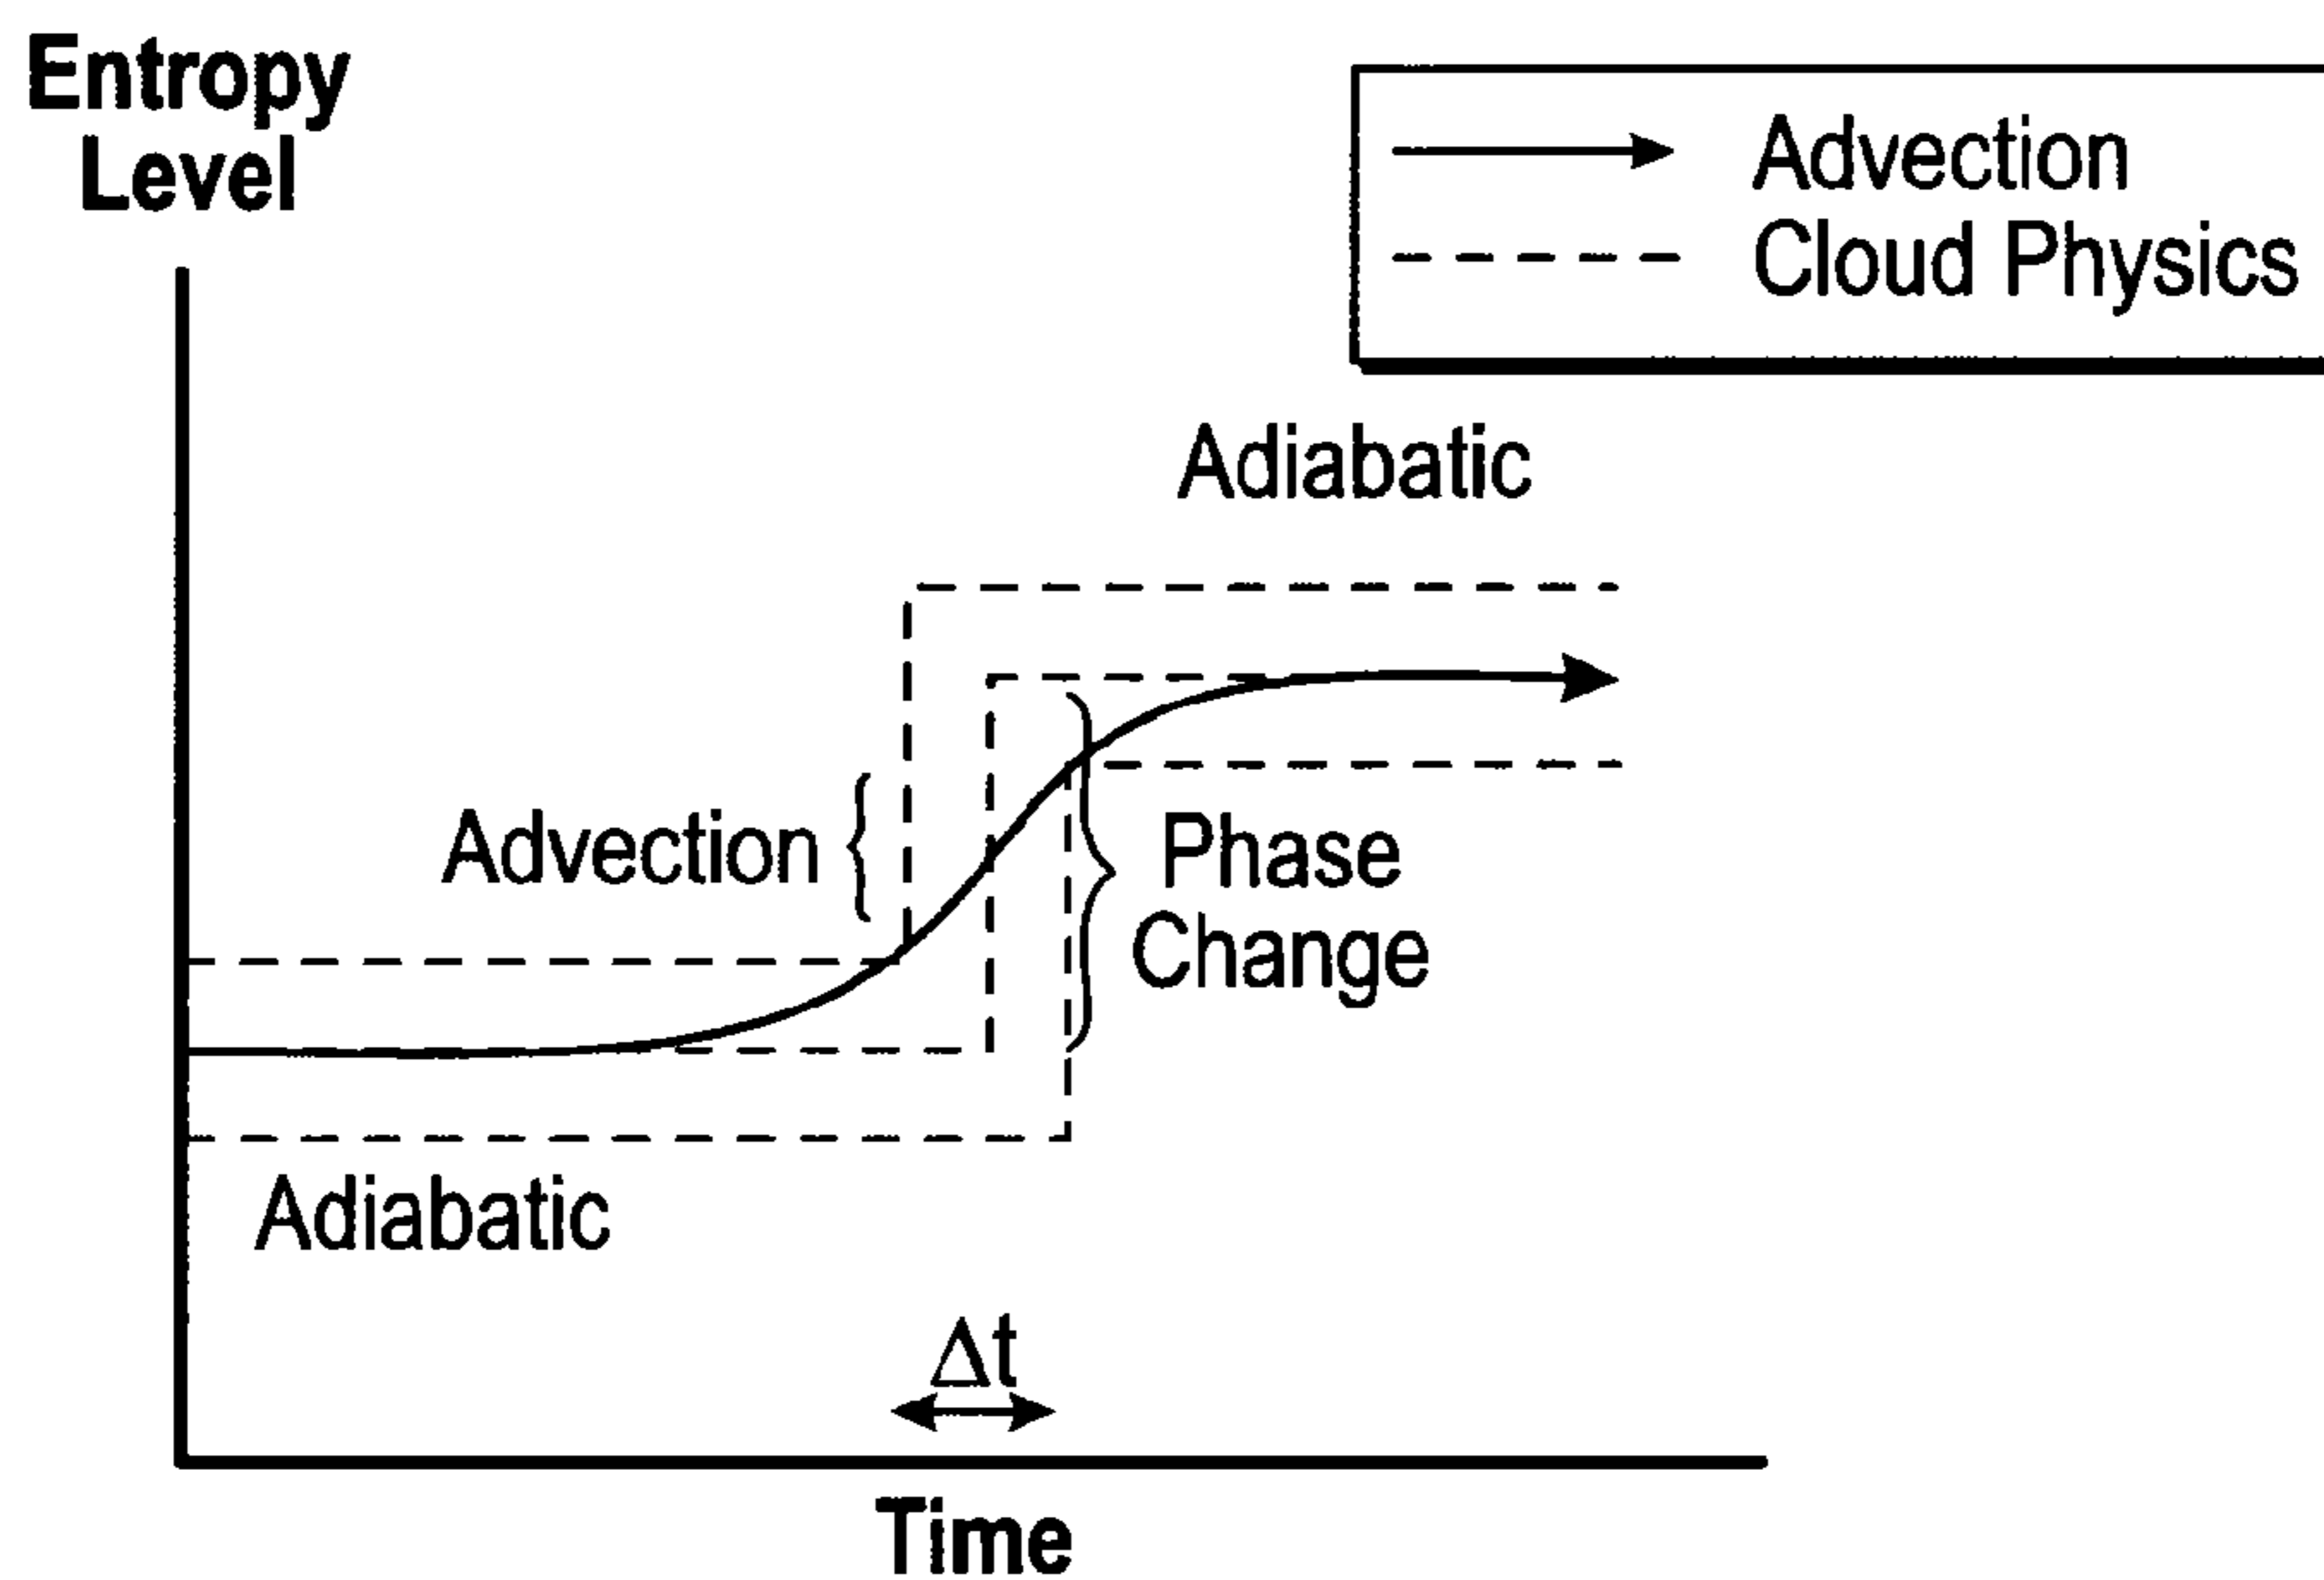 Entropy
Level
Advection
Cloud Physics
Adiabatic
Advection
Phase
Change
Adiabatic
Δt
Time